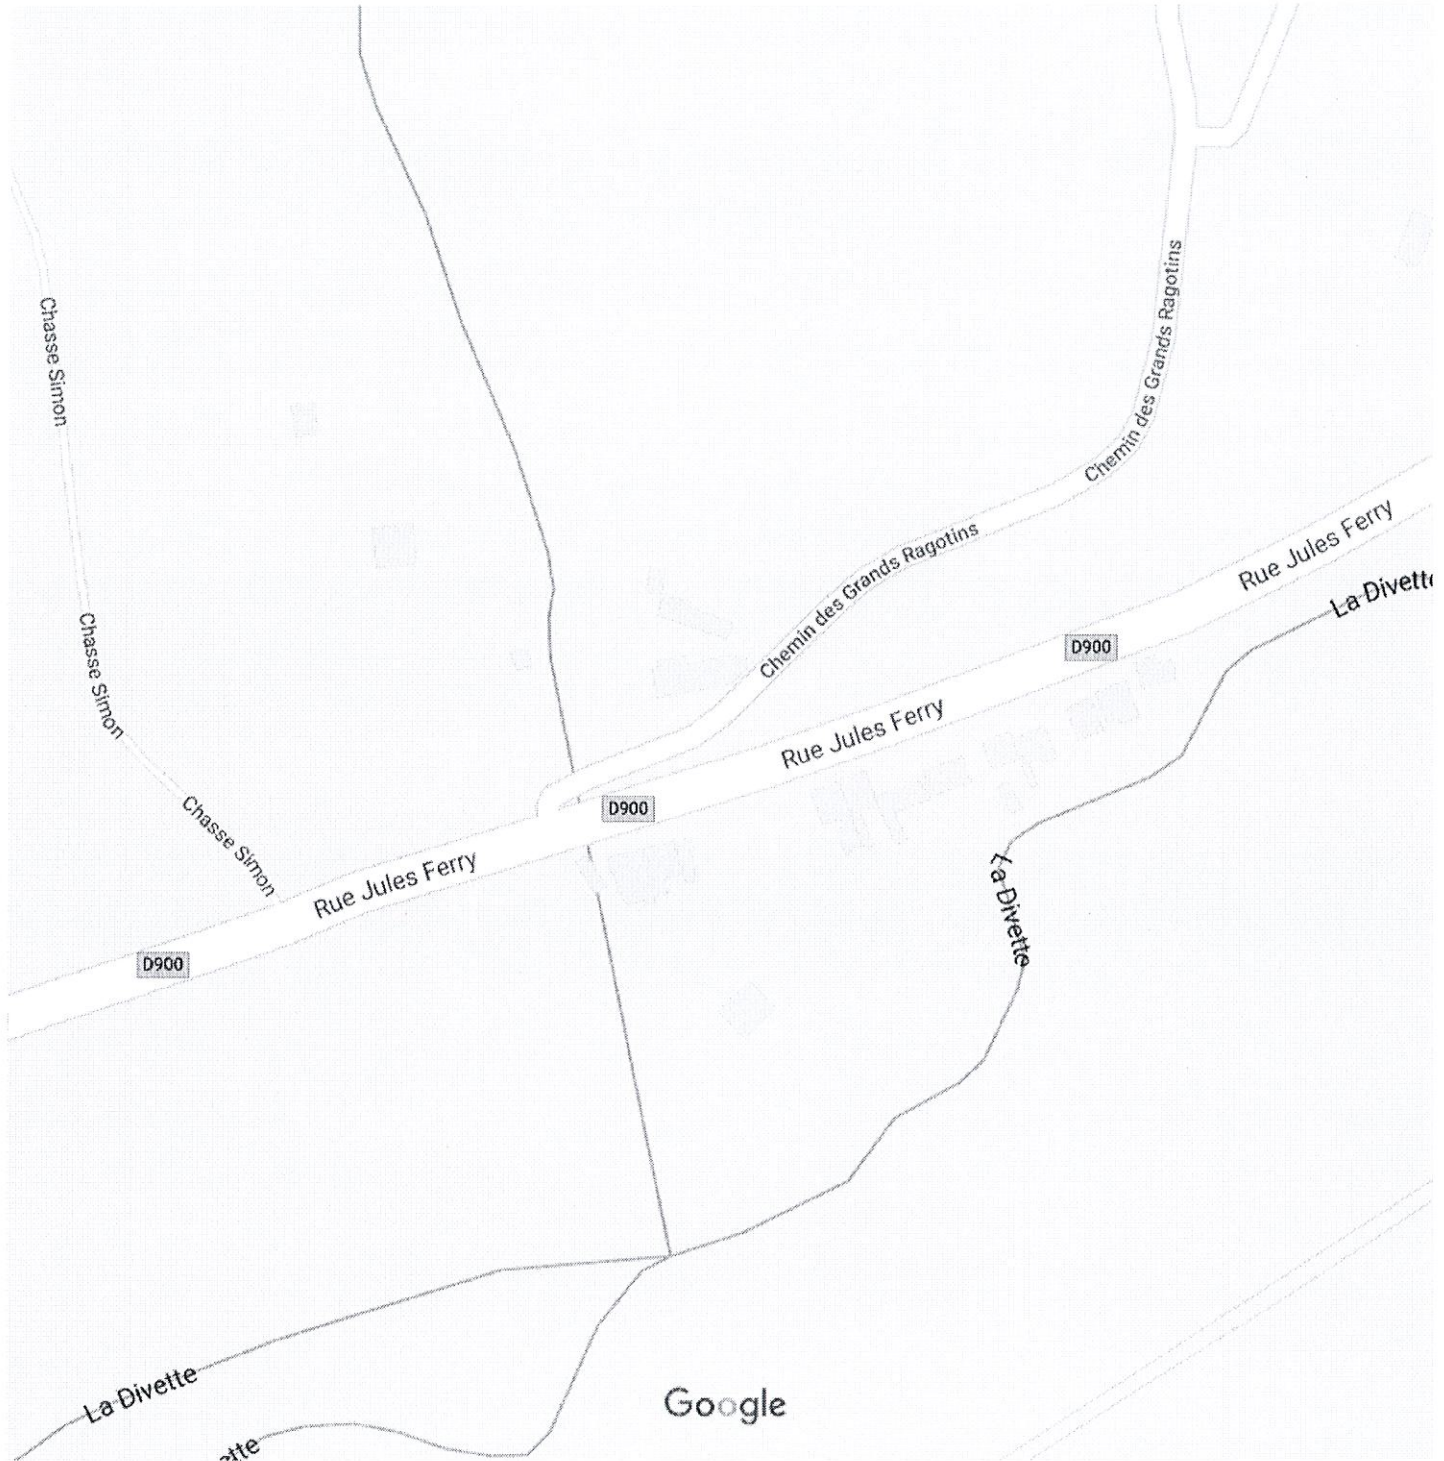 Chasse Simon
Chemin des Grands Ragotins
Rue Jules Ferry
Chemin des Grands Ragotins
La Divette
D900
Chasse Simon
Rue Jules Ferry
D900
Chasse Simon
Rue Jules Ferry
La Divette
D900
La Divette
Google
ette